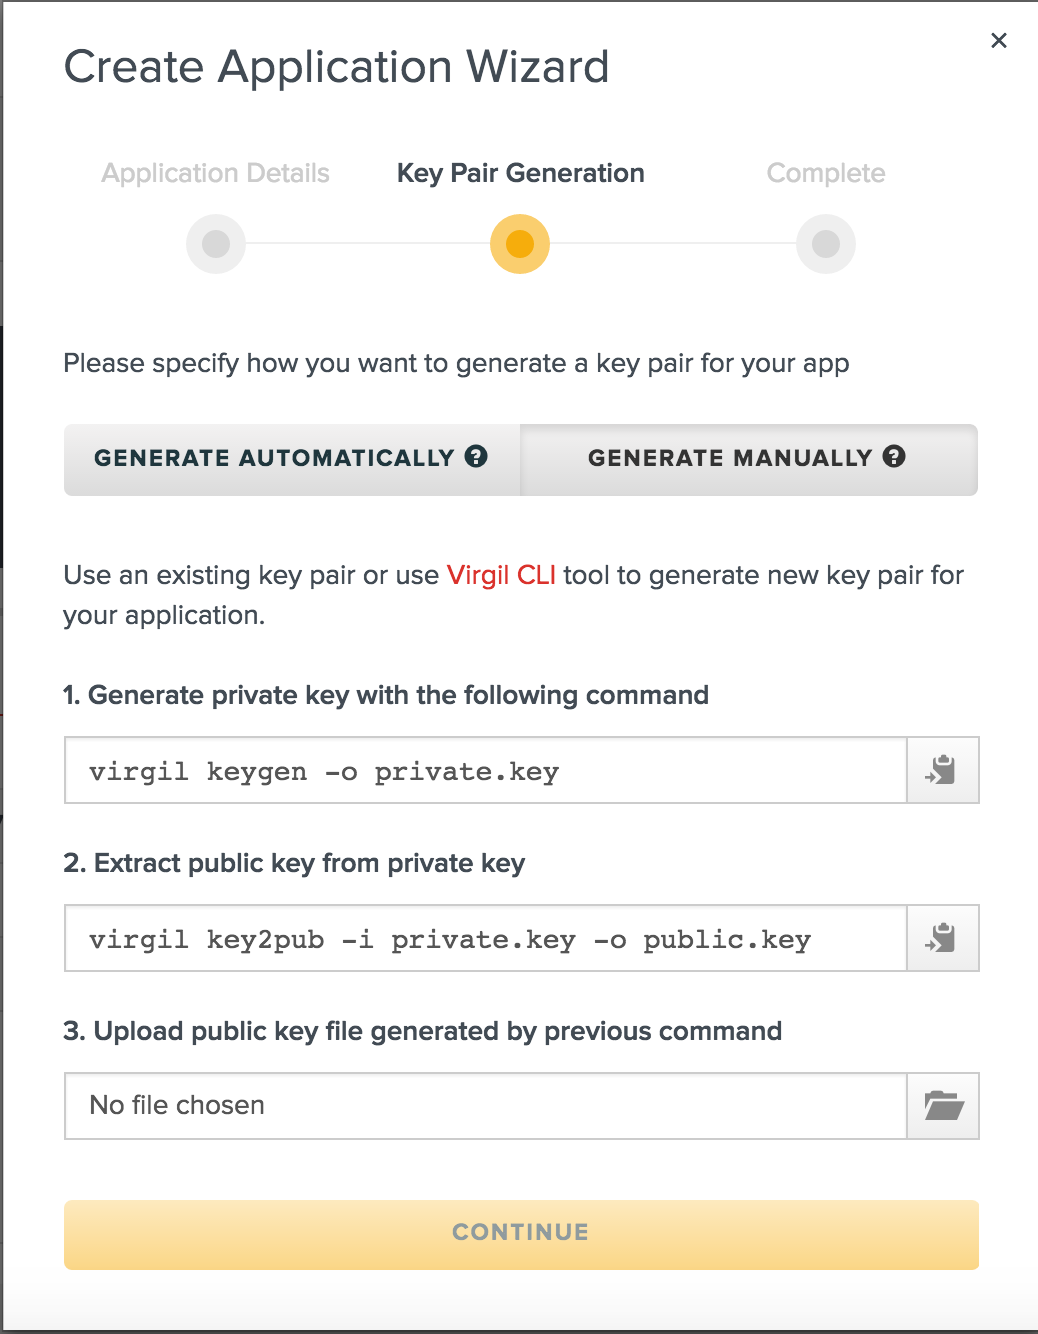 Create Application Wizard
Application Details
Key Pair Generation
Complete
Please specify how you want to generate a key pair for your app
GENERATE AUTOMATICALLY ?
GENERATE MANUALLY ?
Use an existing key pair or use Virgil CLI tool to generate new key pair for
your application.
1. Generate private key with the following command
virgil keygen -o private.key
2. Extract public key from private key
virgil key2pub -i private.key -o public.key
3. Upload public key file generated by previous command
No file chosen
CONTINUE